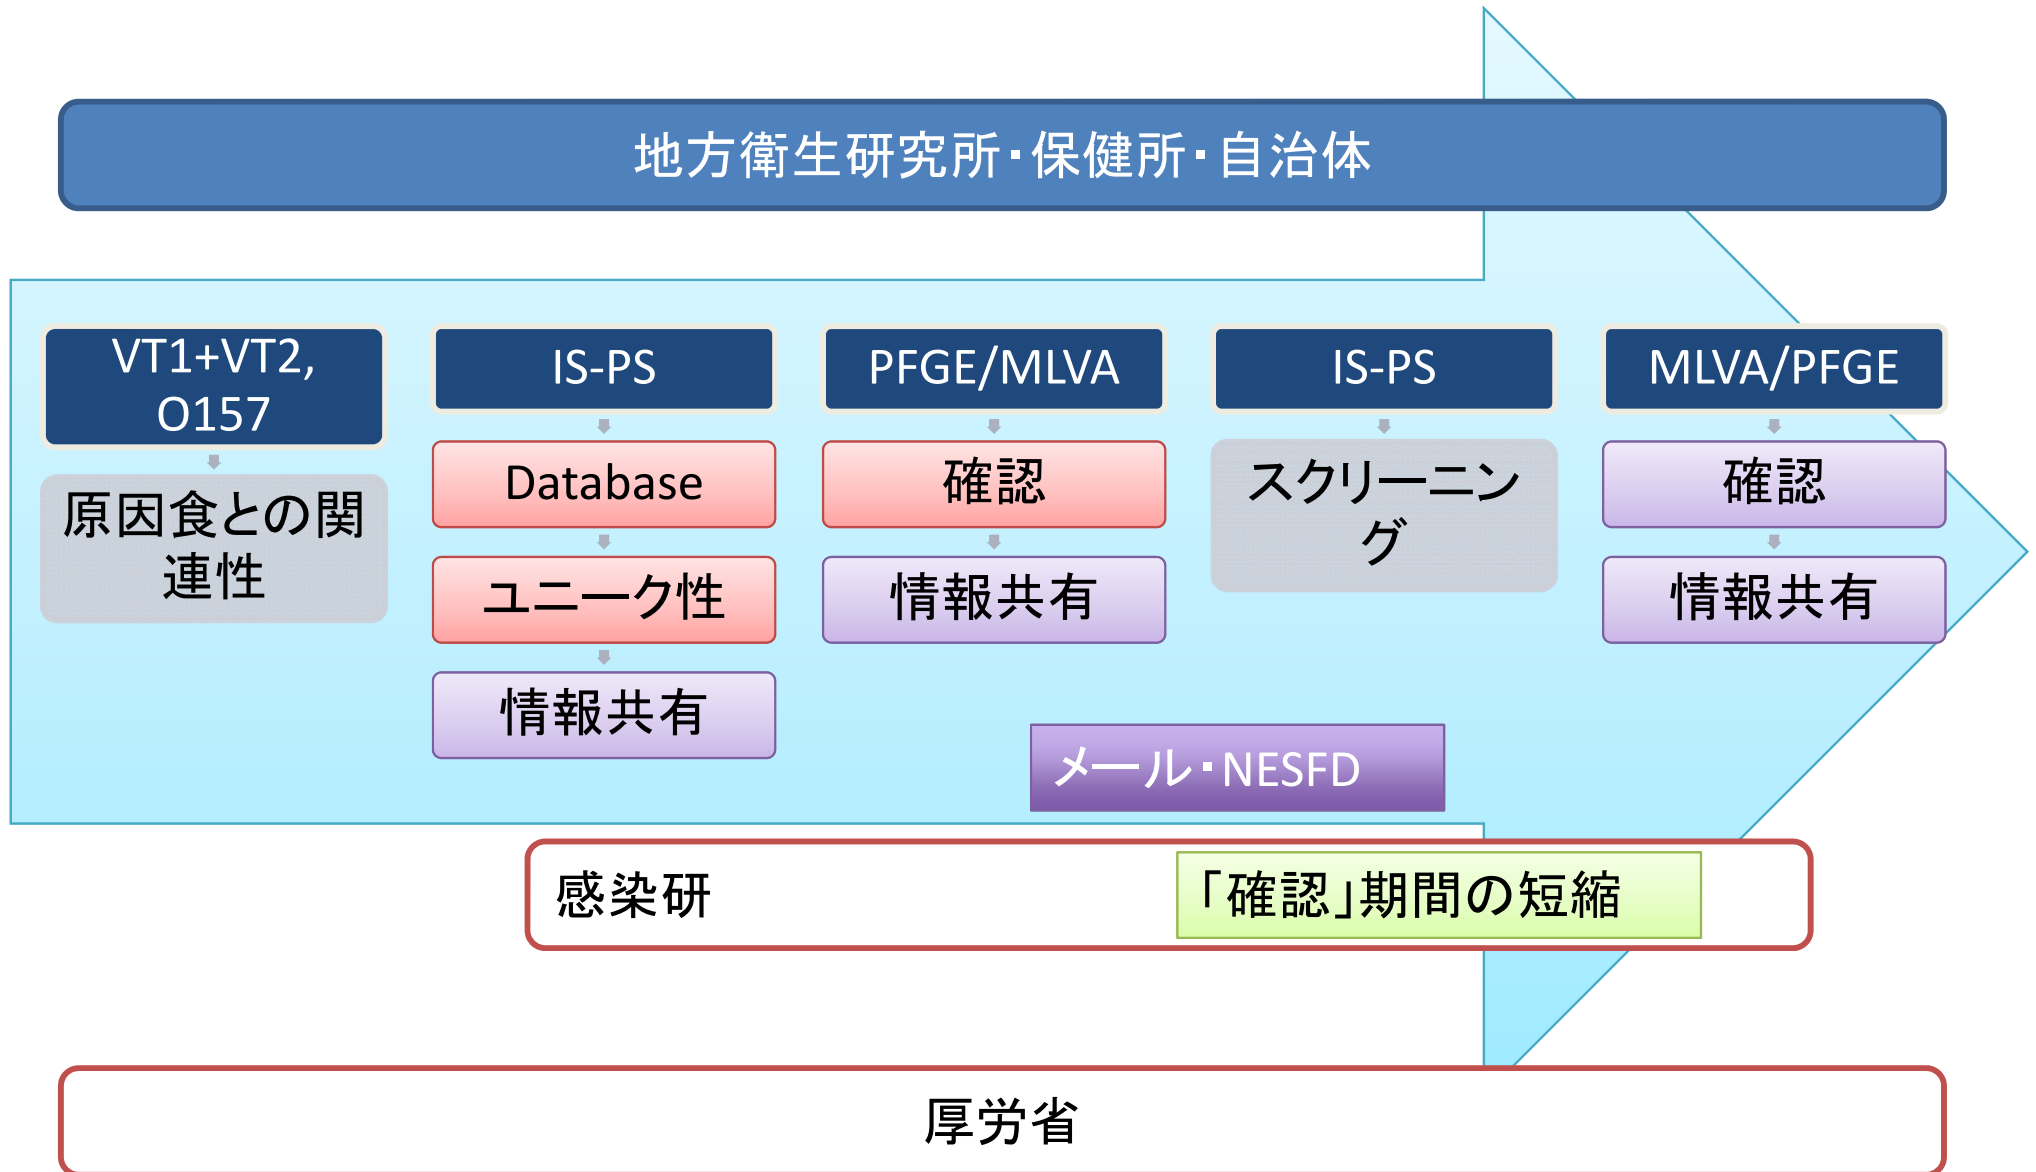 地方衛生研究所・保健所・自治体
VT1+VT2,
O157
原因食との関
連性
IS-PS
Database
ユニーク性
情報共有
PFGE/MLVA
確認
情報共有
IS-PS
スクリーニン
グ
MLVA/PFGE
確認
情報共有
メール・NESFD
感染研
「確認」期間の短縮
厚労省